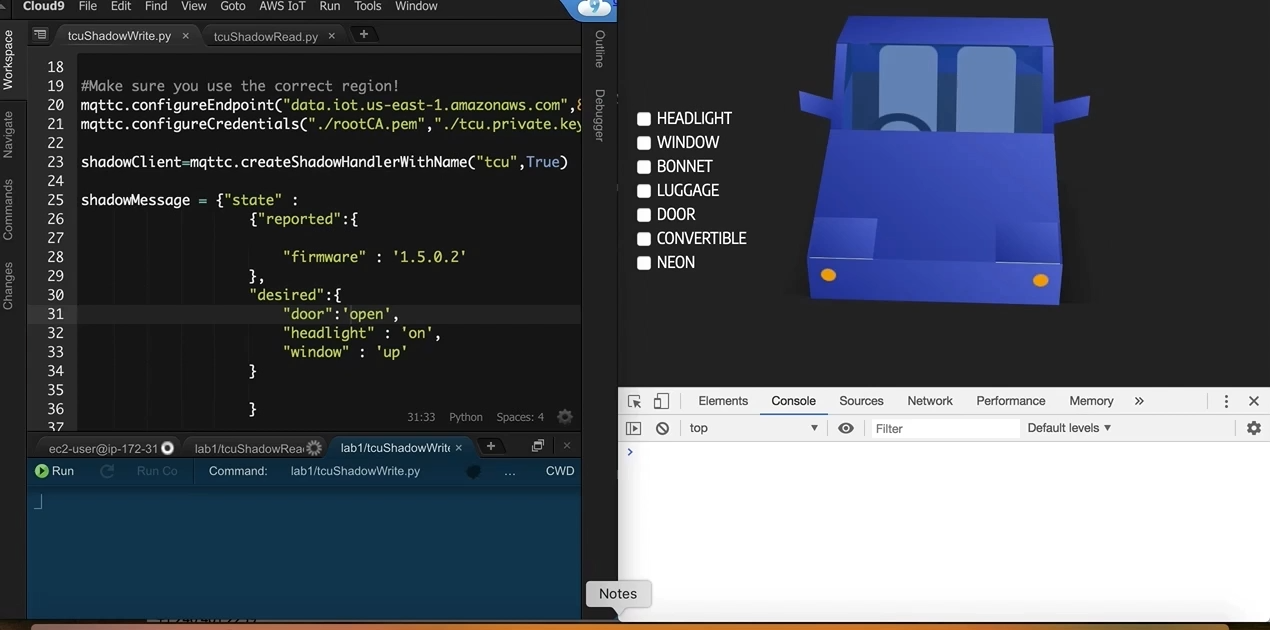 Cloud9 File Edit Find View Goto AWS IoT Run Tools Window
Workspace
Navigate
Commands
Changes
tcuShadowWrite.py × tcuShadowRead.py × +
18
19 #Make sure you use the correct region!
20 mqttc.configureEndpoint("data.iot.us-east-1.amazonaws.com",
21 mqttc.configureCredentials("./rootCA.pem","./tcu.private.key
22
23 shadowClient=mqttc.createShadowHandlerWithName("tcu",True)
24
25 shadowMessage = {"state" :
26 {"reported":{
27
28 "firmware" : '1.5.0.2'
29 },
30 "desired":{
31 "door":'open',
32 "headlight" : 'on',
33 "window" : 'up'
34 }
35
36 }
37
31:33 Python Spaces: 4
Outline
Debugger
ec2-user@ip-172-31 lab1/tcuShadowRea lab1/tcuShadowWrite × +
Run Run Co Command: lab1/tcuShadowWrite.py ... CWD
HEADLIGHT
WINDOW
BONNET
LUGGAGE
DOOR
CONVERTIBLE
NEON
Elements Console Sources Network Performance Memory »
top Filter Default levels
Notes